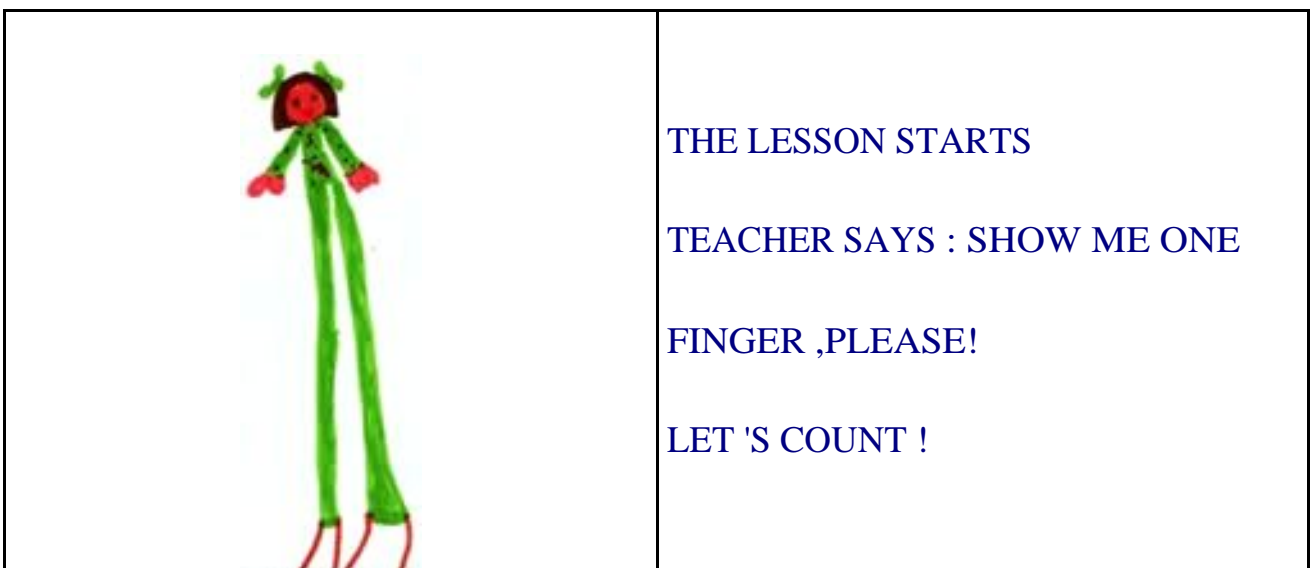 THE LESSON STARTS
TEACHER SAYS : SHOW ME ONE
FINGER ,PLEASE!
LET 'S COUNT !